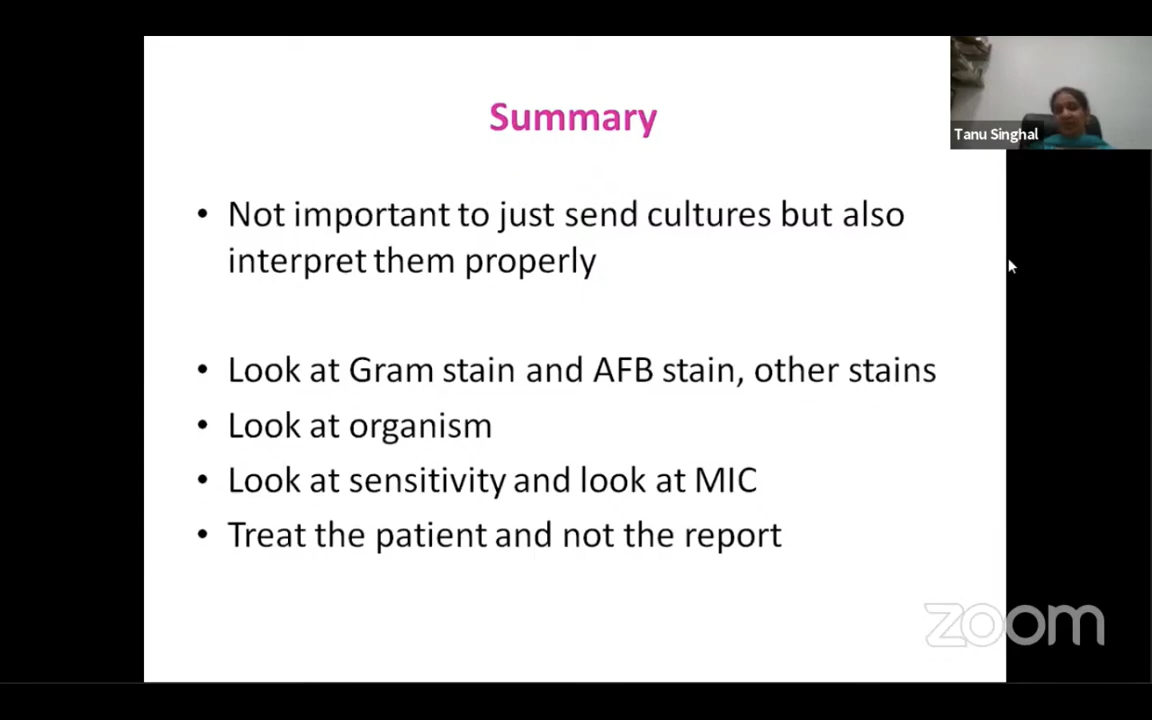 Summary
Tanu Singhal
• Not important to just send cultures but also
interpret them properly
• Look at Gram stain and AFB stain, other stains
• Look at organism
• Look at sensitivity and look at MIC
• Treat the patient and not the report
zoom